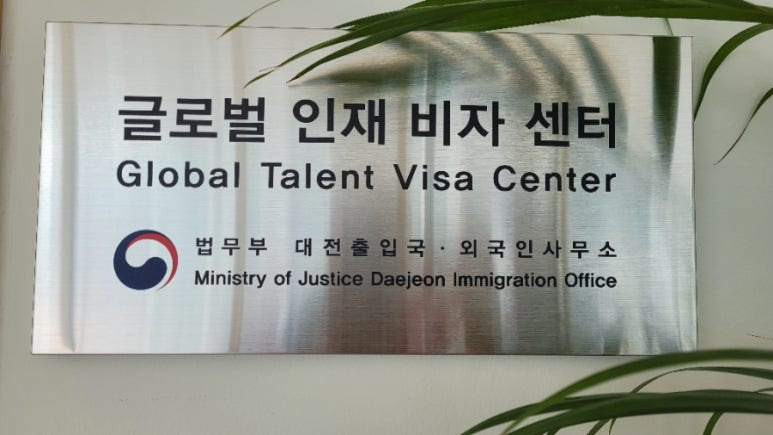 글로벌 인재 비자 센터
Global Talent Visa Center
법무부 대전출입국·외국인사무소
Ministry of Justice Daejeon Immigration Office